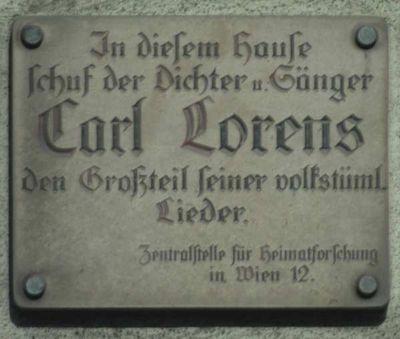 In dieſem Hauſe
ſchuf der Dichter u. Sänger
Carl Lorens
den Großteil ſeiner volkstüml.
Lieder.
Zentralſtelle für Heimatforſchung
in Wien 12.